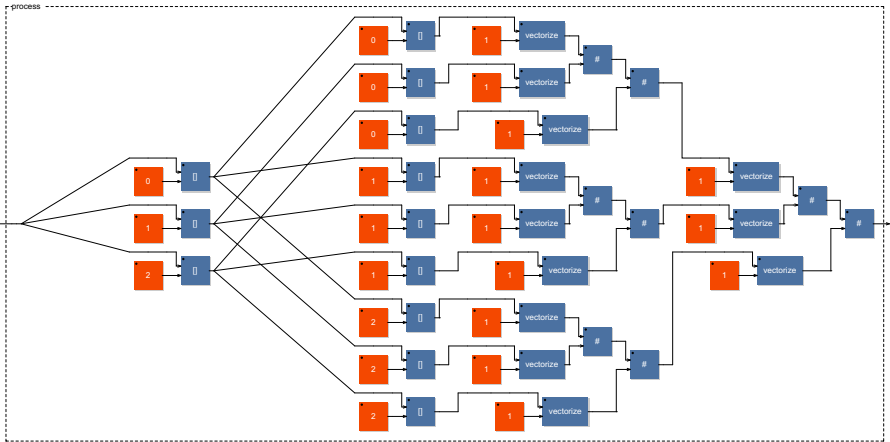 process
0 [] 1 vectorize #
0 [] 1 vectorize #
0 [] 1 vectorize
0 [] 1 [] 1 vectorize # 1 vectorize #
1 [] 1 [] 1 vectorize # 1 vectorize #
2 [] 1 [] 1 vectorize 1 vectorize
2 [] 1 vectorize #
2 [] 1 vectorize #
2 [] 1 vectorize